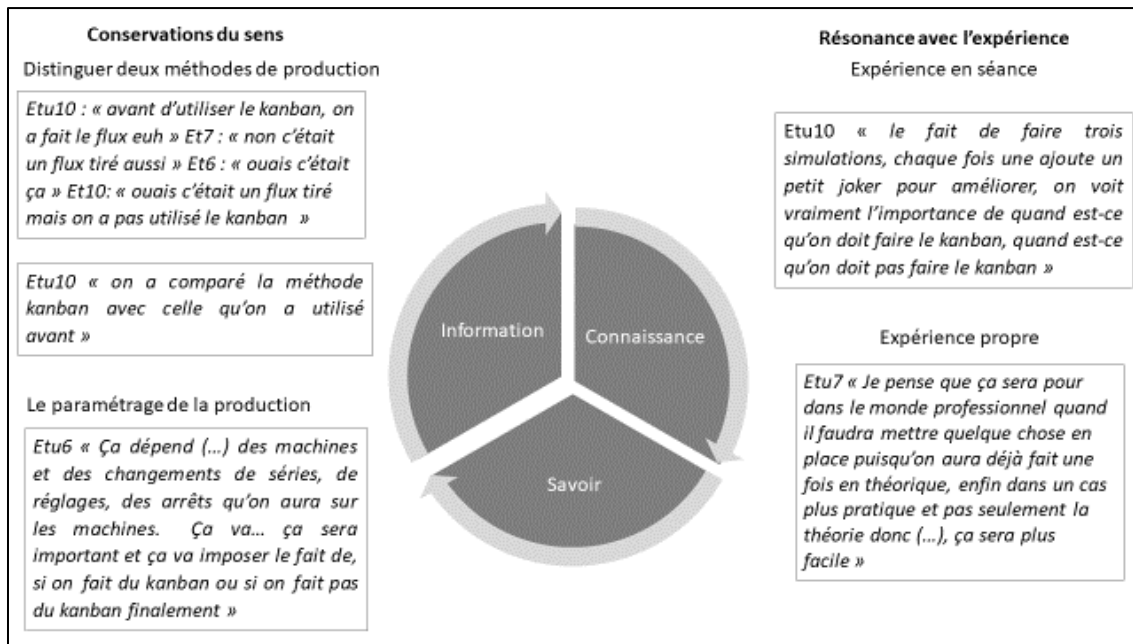 Conservations du sens
Distinguer deux méthodes de production
Etu10 : « avant d'utiliser le kanban, on
a fait le flux euh » Et7 : « non c'était
un flux tiré aussi » Et6 : « ouais c'était
ça » Et10: « ouais c'était un flux tiré
mais on a pas utilisé le kanban »
Etu10 « on a comparé la méthode
kanban avec celle qu'on a utilisé
avant »
Le paramétrage de la production
Etu6 « Ça dépend (…) des machines
et des changements de séries, de
réglages, des arrêts qu'on aura sur
les machines. Ça va… ça sera
important et ça va imposer le fait de,
si on fait du kanban ou si on fait pas
du kanban finalement »
Information
Connaissance
Savoir
Résonance avec l'expérience
Expérience en séance
Etu10 « le fait de faire trois
simulations, chaque fois une ajoute un
petit joker pour améliorer, on voit
vraiment l'importance de quand est-ce
qu'on doit faire le kanban, quand est-ce
qu'on doit pas faire le kanban »
Expérience propre
Etu7 « Je pense que ça sera pour
dans le monde professionnel quand
il faudra mettre quelque chose en
place puisqu'on aura déjà fait une
fois en théorique, enfin dans un cas
plus pratique et pas seulement la
théorie donc (…), ça sera plus
facile »